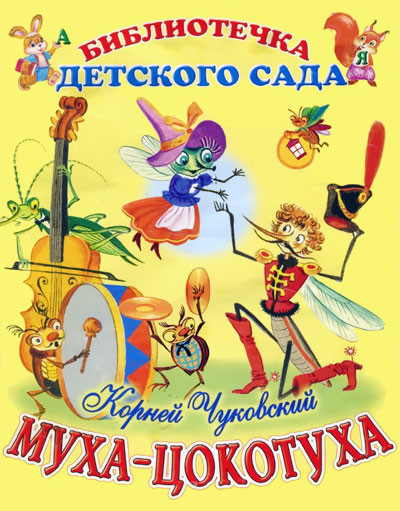 А
БИБЛИОТЕЧКА
ДЕТСКОГО САДА
Я
Корней Чуковский
МУХА-ЦОКОТУХА